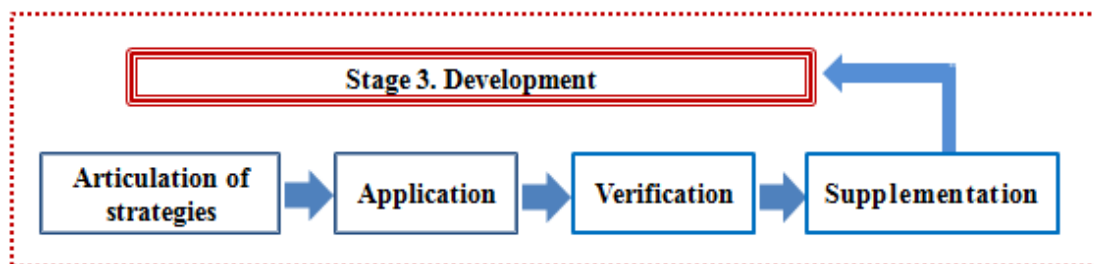 Stage 3. Development
Articulation of
strategies
Application
Verification
Supplementation